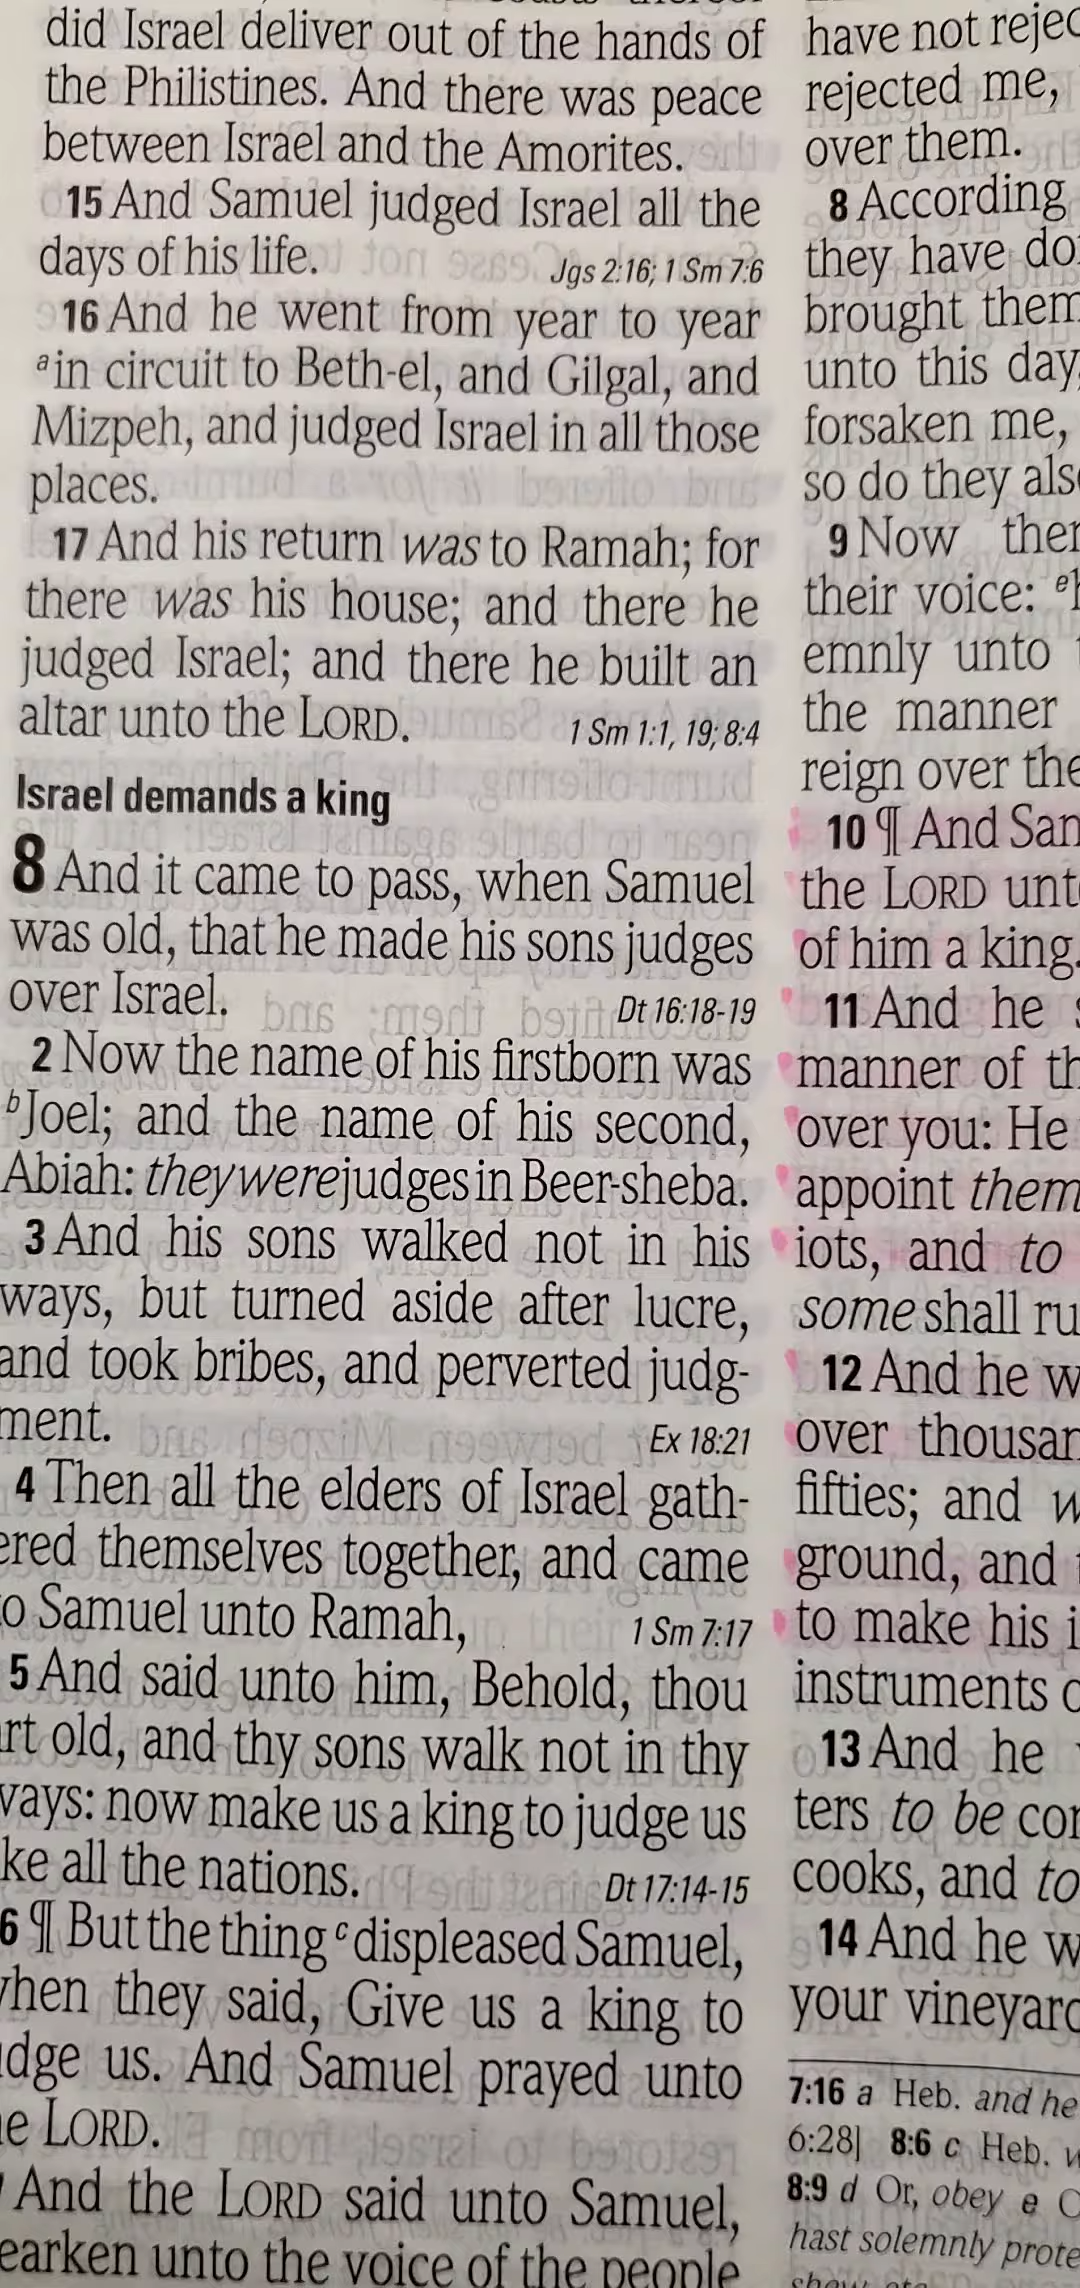 did Israel deliver out of the hands of
the Philistines. And there was peace
between Israel and the Amorites.
15 And Samuel judged Israel all the
days of his life. Jgs 2:16; 1 Sm 7:6
16 And he went from year to year
a in circuit to Beth-el, and Gilgal, and
Mizpeh, and judged Israel in all those
places.
17 And his return was to Ramah; for
there was his house; and there he
judged Israel; and there he built an
altar unto the LORD. 1 Sm 1:1, 19; 8:4
Israel demands a king
8 And it came to pass, when Samuel
was old, that he made his sons judges
over Israel. Dt 16:18-19
2 Now the name of his firstborn was
b Joel; and the name of his second,
Abiah: they were judges in Beer-sheba.
3 And his sons walked not in his
ways, but turned aside after lucre,
and took bribes, and perverted judg-
ment. Ex 18:21
4 Then all the elders of Israel gath-
ered themselves together, and came
to Samuel unto Ramah, 1 Sm 7:17
5 And said unto him, Behold, thou
rt old, and thy sons walk not in thy
ways: now make us a king to judge us
ke all the nations. Dt 17:14-15
6 ¶ But the thing c displeased Samuel,
when they said, Give us a king to
udge us. And Samuel prayed unto
e LORD.
And the LORD said unto Samuel,
earken unto the voice of the people
have not rejec
rejected me,
over them.
8 According
they have do
brought them
unto this day,
forsaken me,
so do they als
9 Now ther
their voice: e h
emnly unto
the manner
reign over the
10 ¶ And Sam
the LORD unt
of him a king.
11 And he s
manner of th
over you: He
appoint them
iots, and to
some shall ru
12 And he w
over thousan
fifties; and w
ground, and
to make his i
instruments o
13 And he
ters to be con
cooks, and to
14 And he w
your vineyard
7:16 a Heb. and he
6:28| 8:6 c Heb. w
8:9 d Or, obey e O
hast solemnly prote
show, etc.